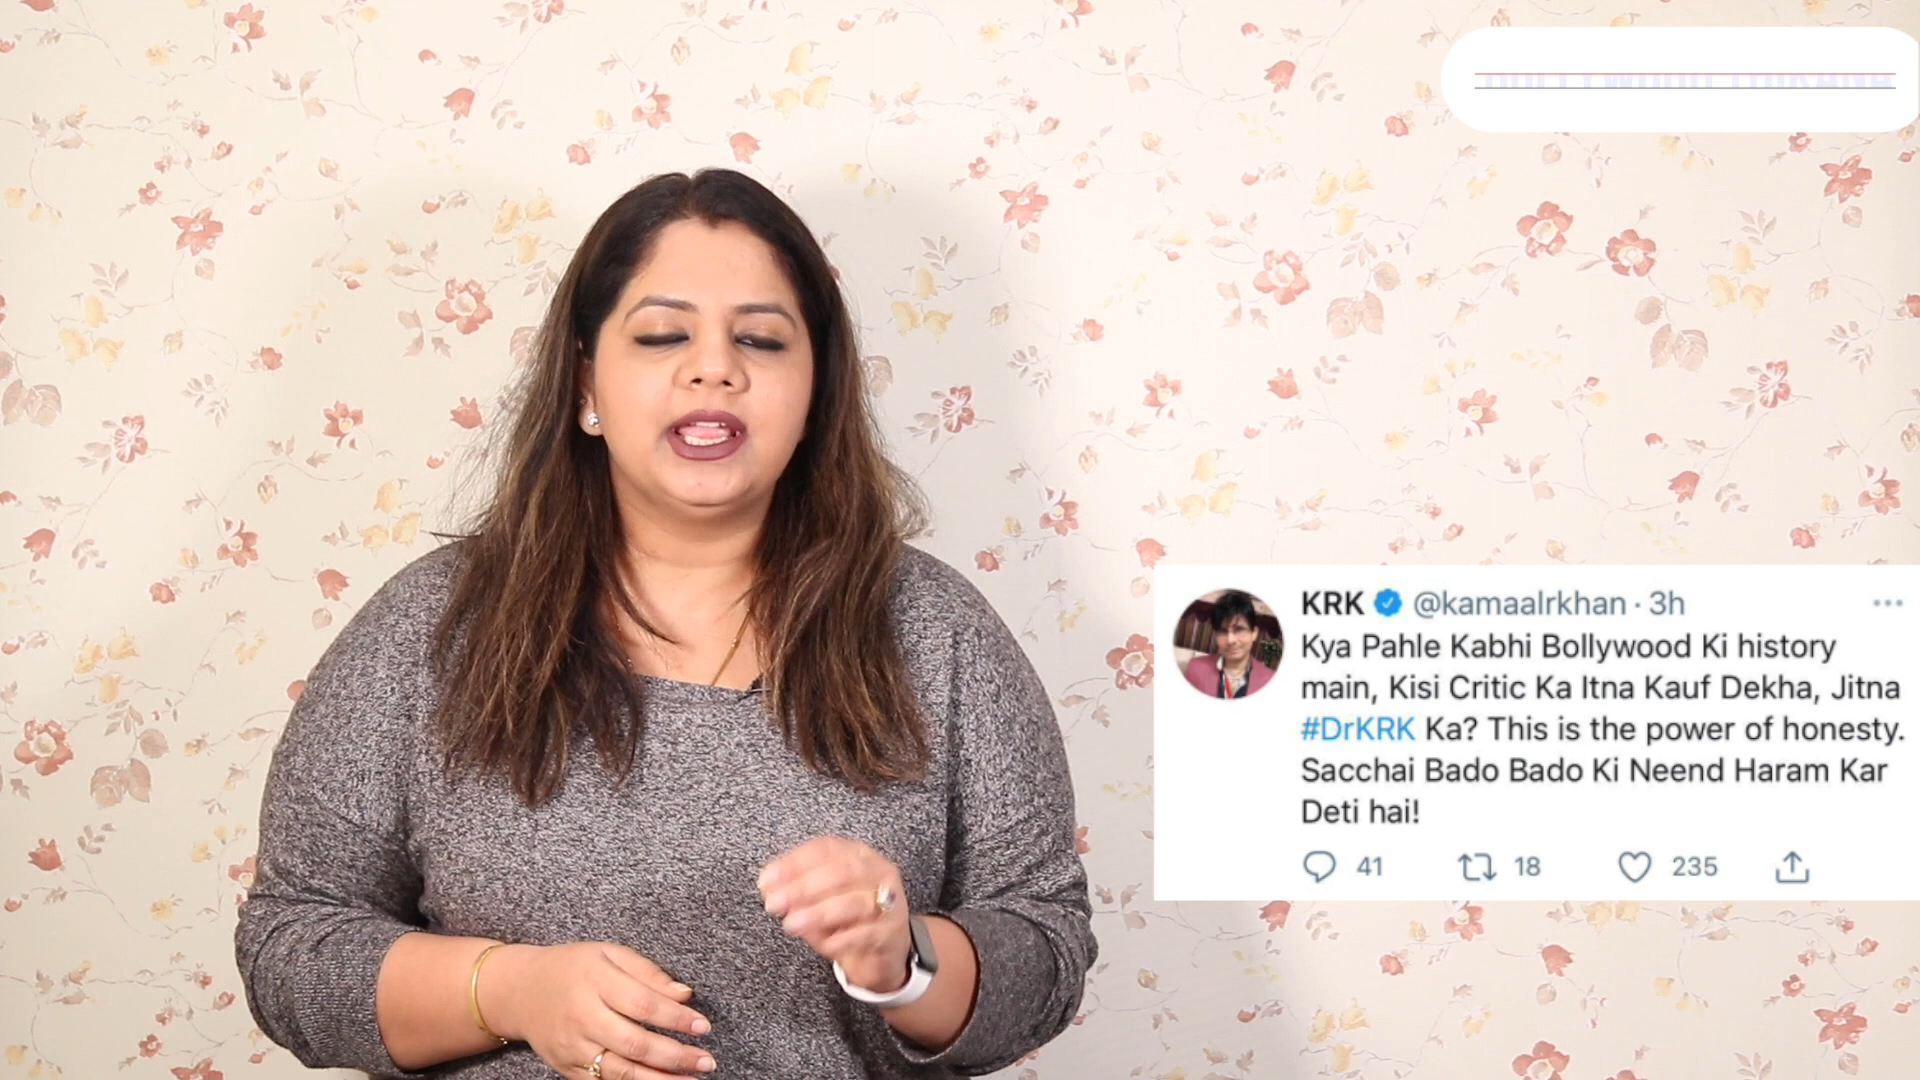 KRK @kamaalrkhan · 3h
Kya Pahle Kabhi Bollywood Ki history
main, Kisi Critic Ka Itna Kauf Dekha, Jitna
#DrKRK Ka? This is the power of honesty.
Sacchai Bado Bado Ki Neend Haram Kar
Deti hai!
41 18 235